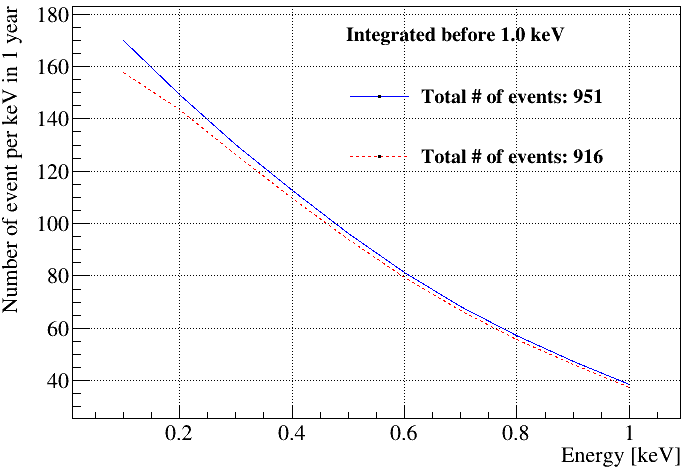 Number of event per keV in 1 year
180
160
140
120
100
80
60
40
Integrated before 1.0 keV
Total # of events: 951
Total # of events: 916
0.2
0.4
0.6
0.8
1
Energy [keV]